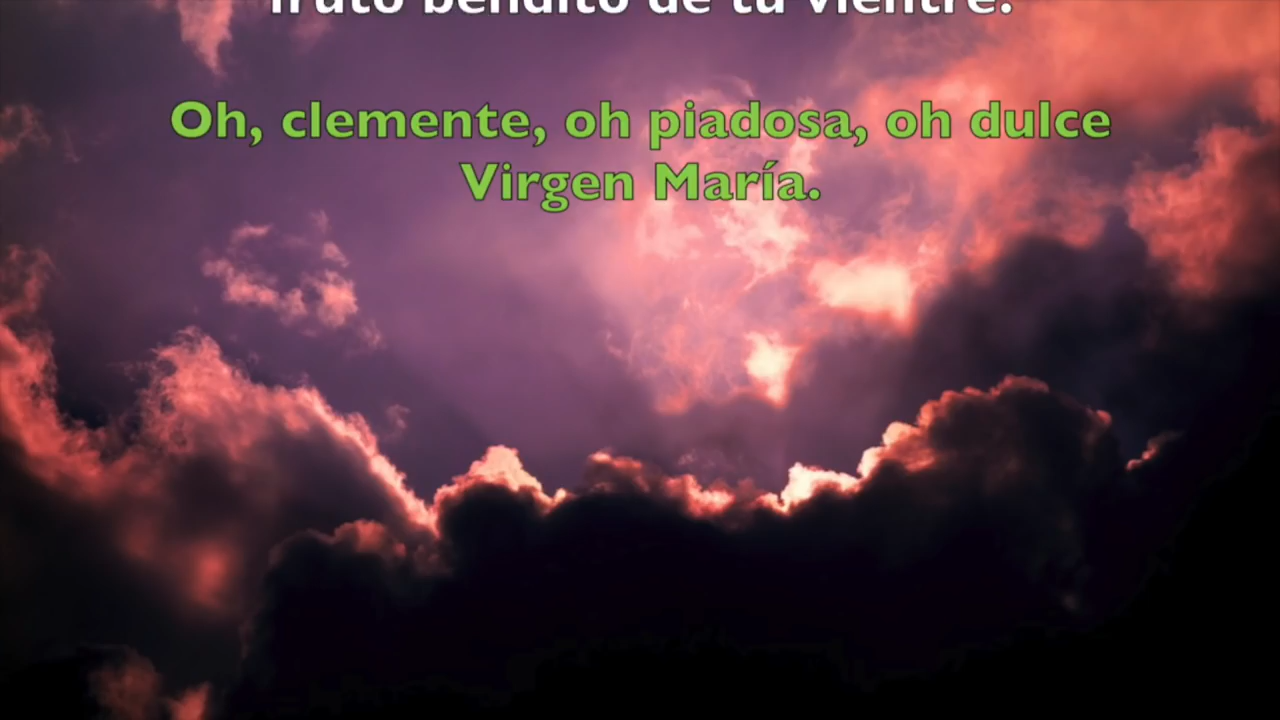 fruto bendito de tu vientre.
Oh, clemente, oh piadosa, oh dulce
Virgen María.